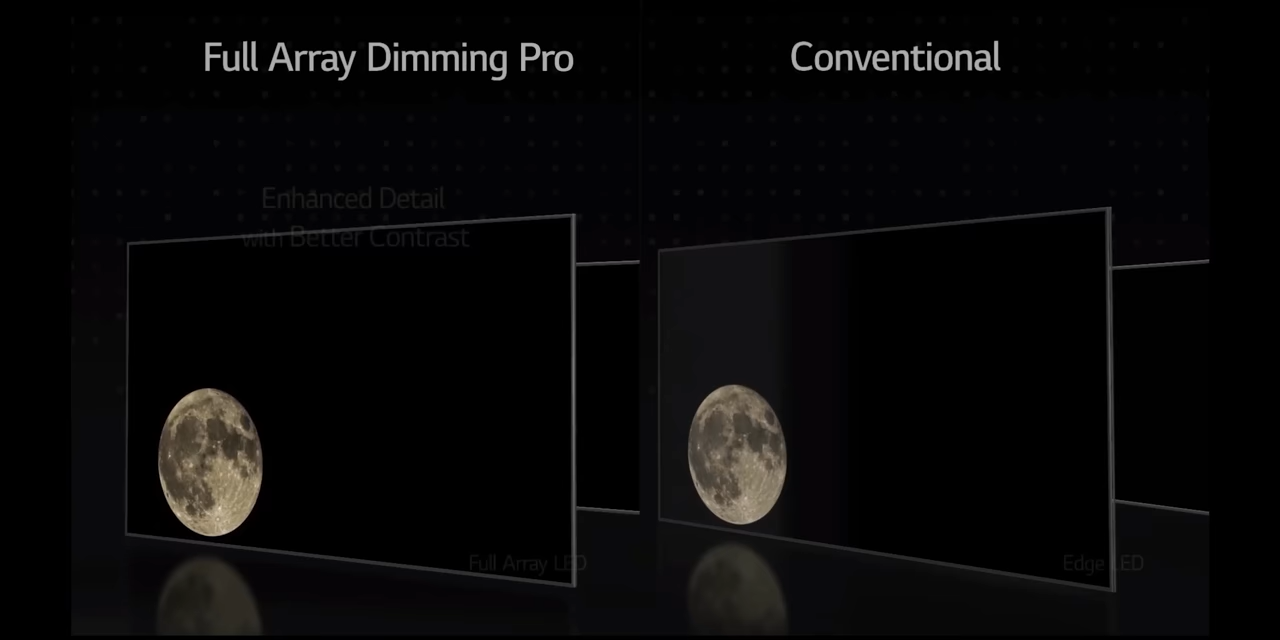 Full Array Dimming Pro
Conventional
Enhanced Detail
with Better Contrast
Full Array LED
Edge LED